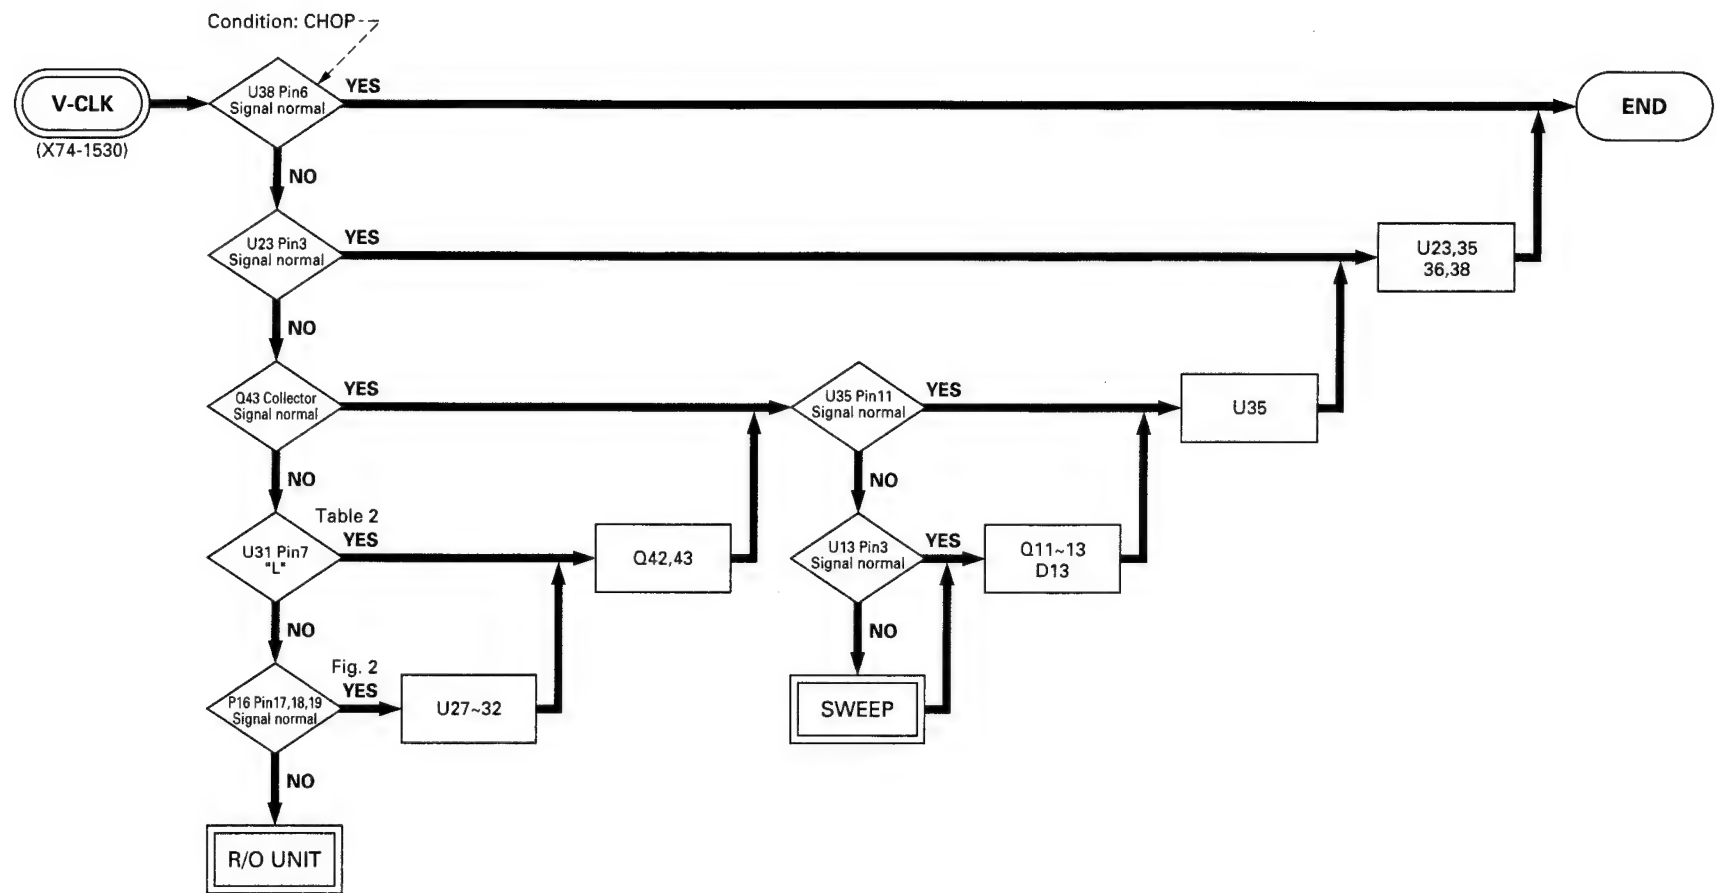 Condition: CHOP
V-CLK
(X74-1530)
U38 Pin6
Signal normal
YES
END
NO
U23 Pin3
Signal normal
YES
U23,35
36,38
NO
Q43 Collector
Signal normal
YES
U35 Pin11
Signal normal
YES
U35
NO
NO
Table 2
U31 Pin7
"L"
YES
Q42,43
U13 Pin3
Signal normal
YES
Q11~13
D13
NO
NO
Fig. 2
P16 Pin17,18,19
Signal normal
YES
U27~32
SWEEP
NO
R/O UNIT